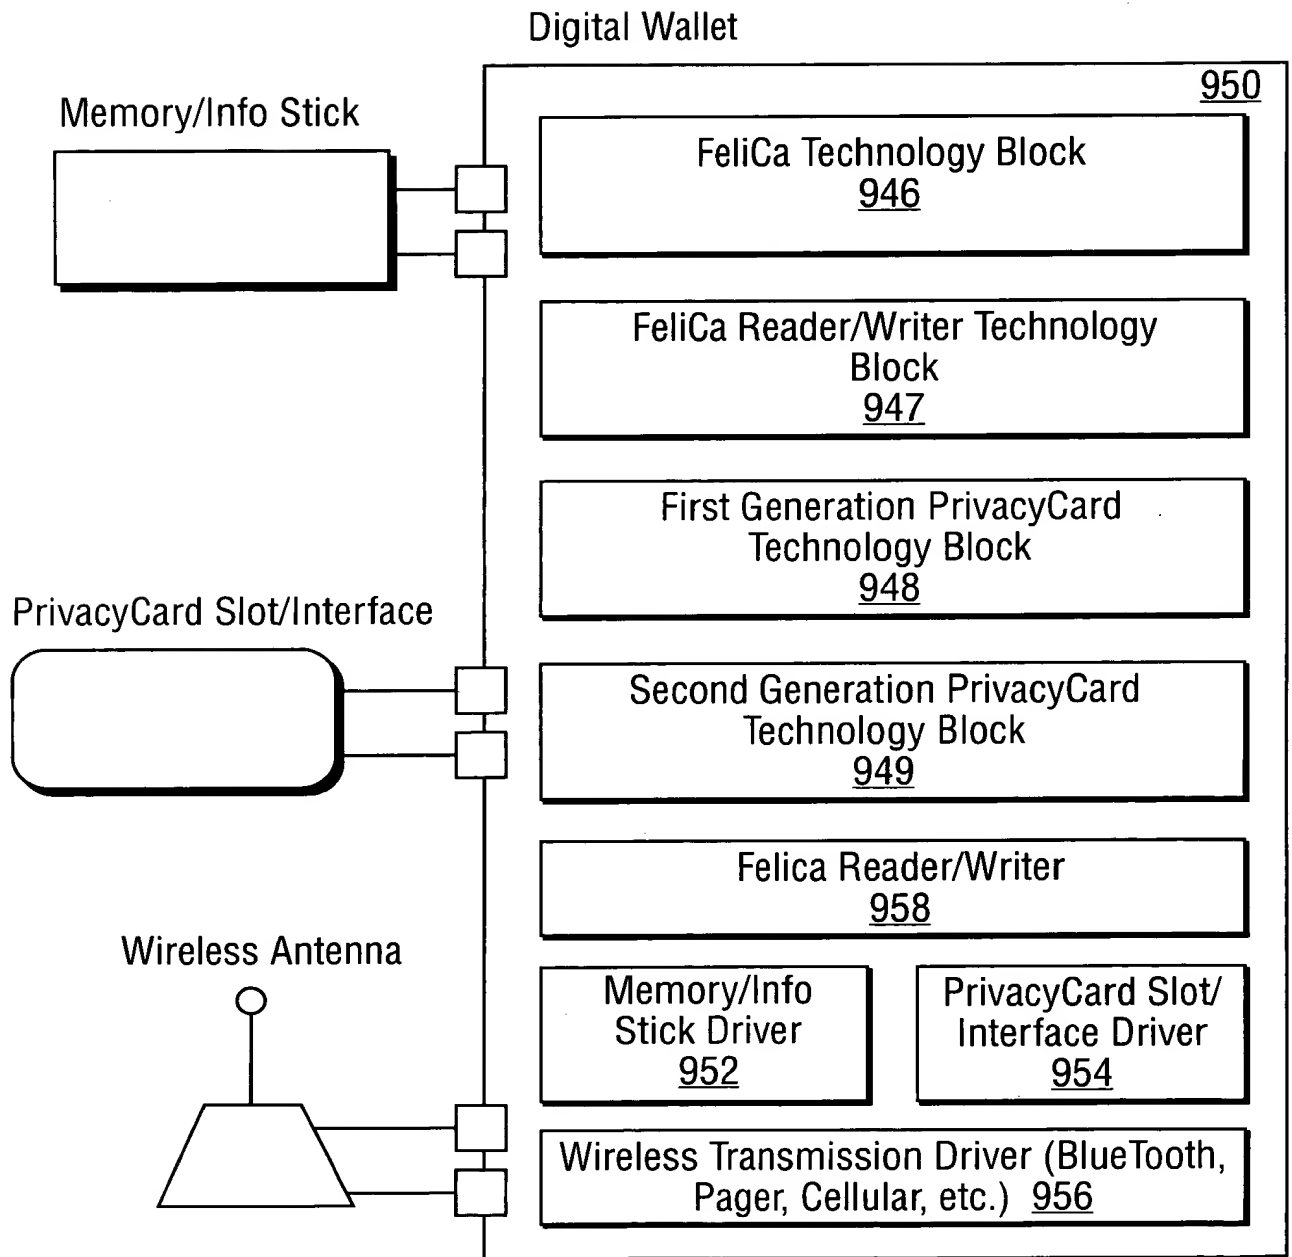 Digital Wallet
950
Memory/Info Stick
FeliCa Technology Block
946
FeliCa Reader/Writer Technology
Block
947
First Generation PrivacyCard
Technology Block
948
PrivacyCard Slot/Interface
Second Generation PrivacyCard
Technology Block
949
Felica Reader/Writer
958
Wireless Antenna
Memory/Info
Stick Driver
952
PrivacyCard Slot/
Interface Driver
954
Wireless Transmission Driver (BlueTooth,
Pager, Cellular, etc.) 956